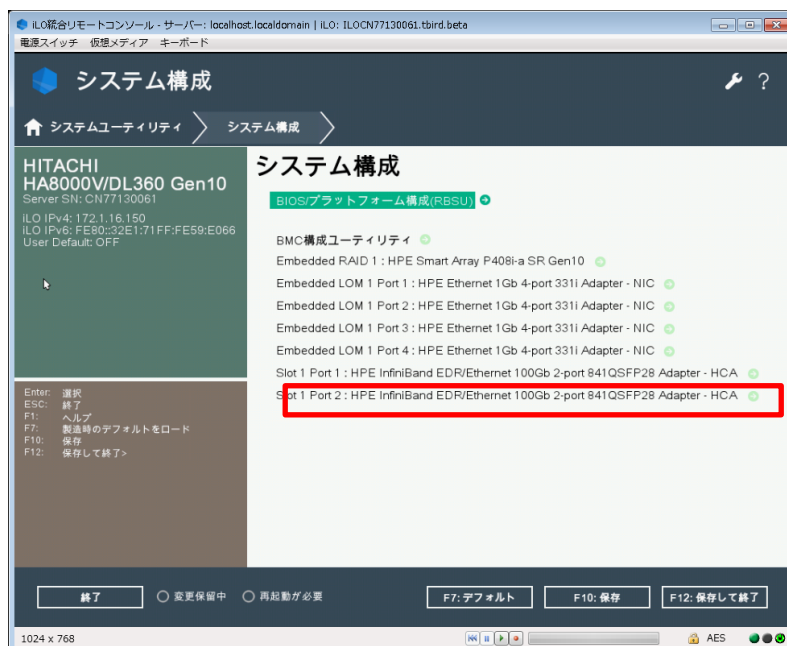 iLO統合リモートコンソール - サーバー: localhost.localdomain | iLO: ILOCN77130061.tbird.beta
電源スイッチ 仮想メディア キーボード
システム構成
?
システムユーティリティ システム構成
HITACHI
HA8000V/DL360 Gen10
Server SN: CN77130061
iLO IPv4: 172.1.16.150
iLO IPv6: FE80::32E1:71FF:FE59:E066
User Default: OFF
システム構成
BIOS/プラットフォーム構成(RBSU)
BMC構成ユーティリティ
Embedded RAID 1 : HPE Smart Array P408i-a SR Gen10
Embedded LOM 1 Port 1 : HPE Ethernet 1Gb 4-port 331i Adapter - NIC
Embedded LOM 1 Port 2 : HPE Ethernet 1Gb 4-port 331i Adapter - NIC
Embedded LOM 1 Port 3 : HPE Ethernet 1Gb 4-port 331i Adapter - NIC
Embedded LOM 1 Port 4 : HPE Ethernet 1Gb 4-port 331i Adapter - NIC
Slot 1 Port 1 : HPE InfiniBand EDR/Ethernet 100Gb 2-port 841QSFP28 Adapter - HCA
Slot 1 Port 2 : HPE InfiniBand EDR/Ethernet 100Gb 2-port 841QSFP28 Adapter - HCA
Enter: 選択
ESC: 終了
F1: ヘルプ
F7: 製造時のデフォルトをロード
F10: 保存
F12: 保存して終了>
終了 変更保留中 再起動が必要 F7: デフォルト F10: 保存 F12: 保存して終了
1024 x 768 AES